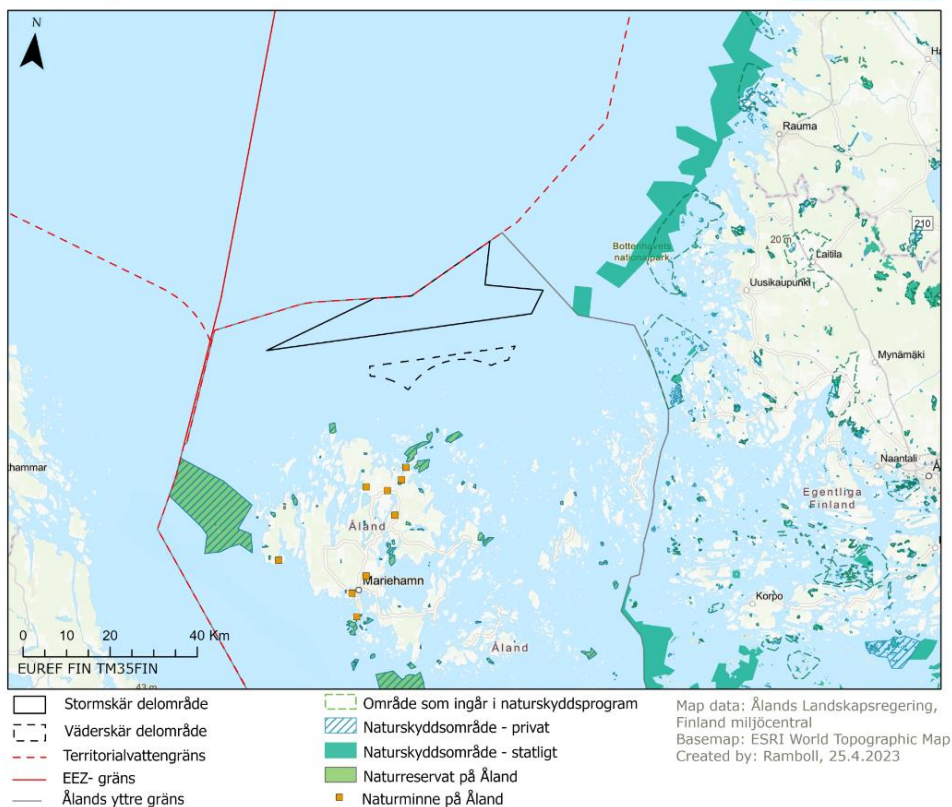 N
Rauma
210
Bottenhavets
nationalpark
20 m
Laitila
Uusikaupunki
Mynämäki
Naantali
Egentliga
Finland
Åland
Mariehamn
Korpo
Åland
0 10 20 40 Km
EUREF FIN TM35FIN
Stormskär delområde
Väderskär delområde
Territorialvattengräns
EEZ- gräns
Ålands yttre gräns
Område som ingår i naturskyddsprogram
Naturskyddsområde - privat
Naturskyddsområde - statligt
Naturreservat på Åland
Naturminne på Åland
Map data: Ålands Landskapsregering,
Finland miljöcentral
Basemap: ESRI World Topographic Map
Created by: Ramboll, 25.4.2023